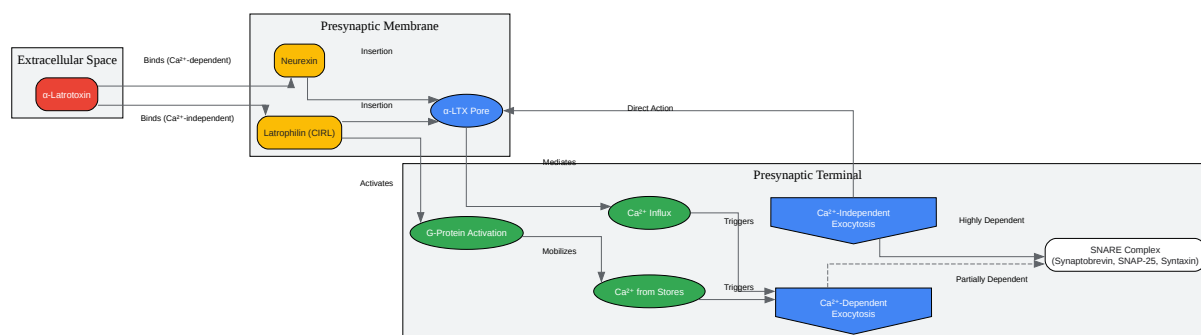 Presynaptic Membrane
Extracellular Space
Binds (Ca²⁺-dependent)
Neurexin
Insertion
α-Latrotoxin
Insertion
α-LTX Pore
Direct Action
Binds (Ca²⁺-independent)
Latrophilin (CIRL)
Mediates
Presynaptic Terminal
Activates
Ca²⁺ Influx
Triggers
Ca²⁺-Independent
Exocytosis
Highly Dependent
G-Protein Activation
Mobilizes
SNARE Complex
(Synaptobrevin, SNAP-25, Syntaxin)
Partially Dependent
Ca²⁺ from Stores
Triggers
Ca²⁺-Dependent
Exocytosis